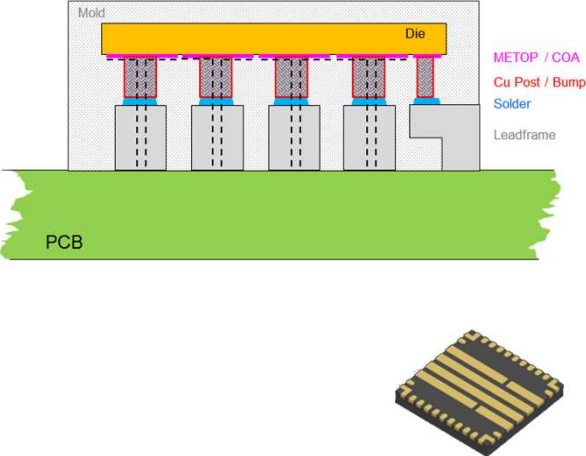 Mold
Die
METOP / COA
Cu Post / Bump
Solder
Leadframe
PCB